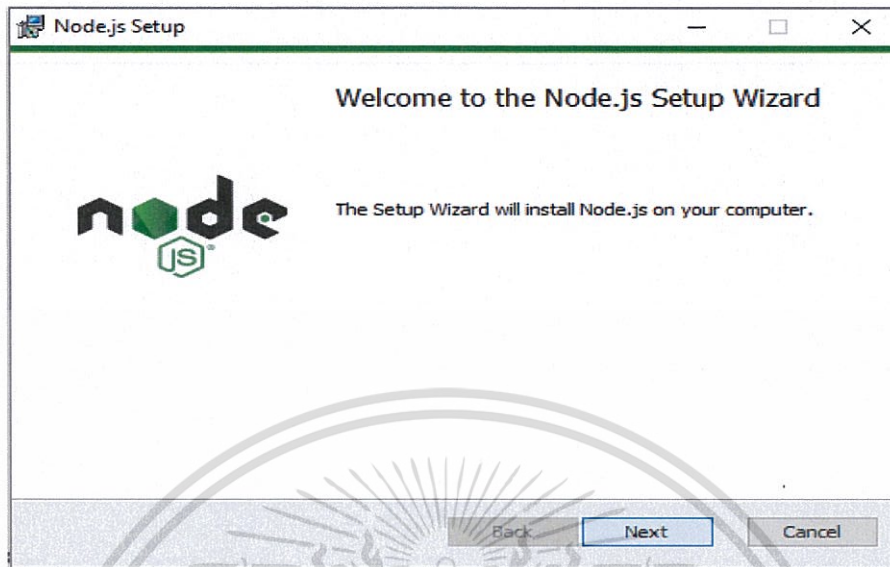 Node.js Setup
Welcome to the Node.js Setup Wizard
node
JS®
The Setup Wizard will install Node.js on your computer.
Back Next Cancel